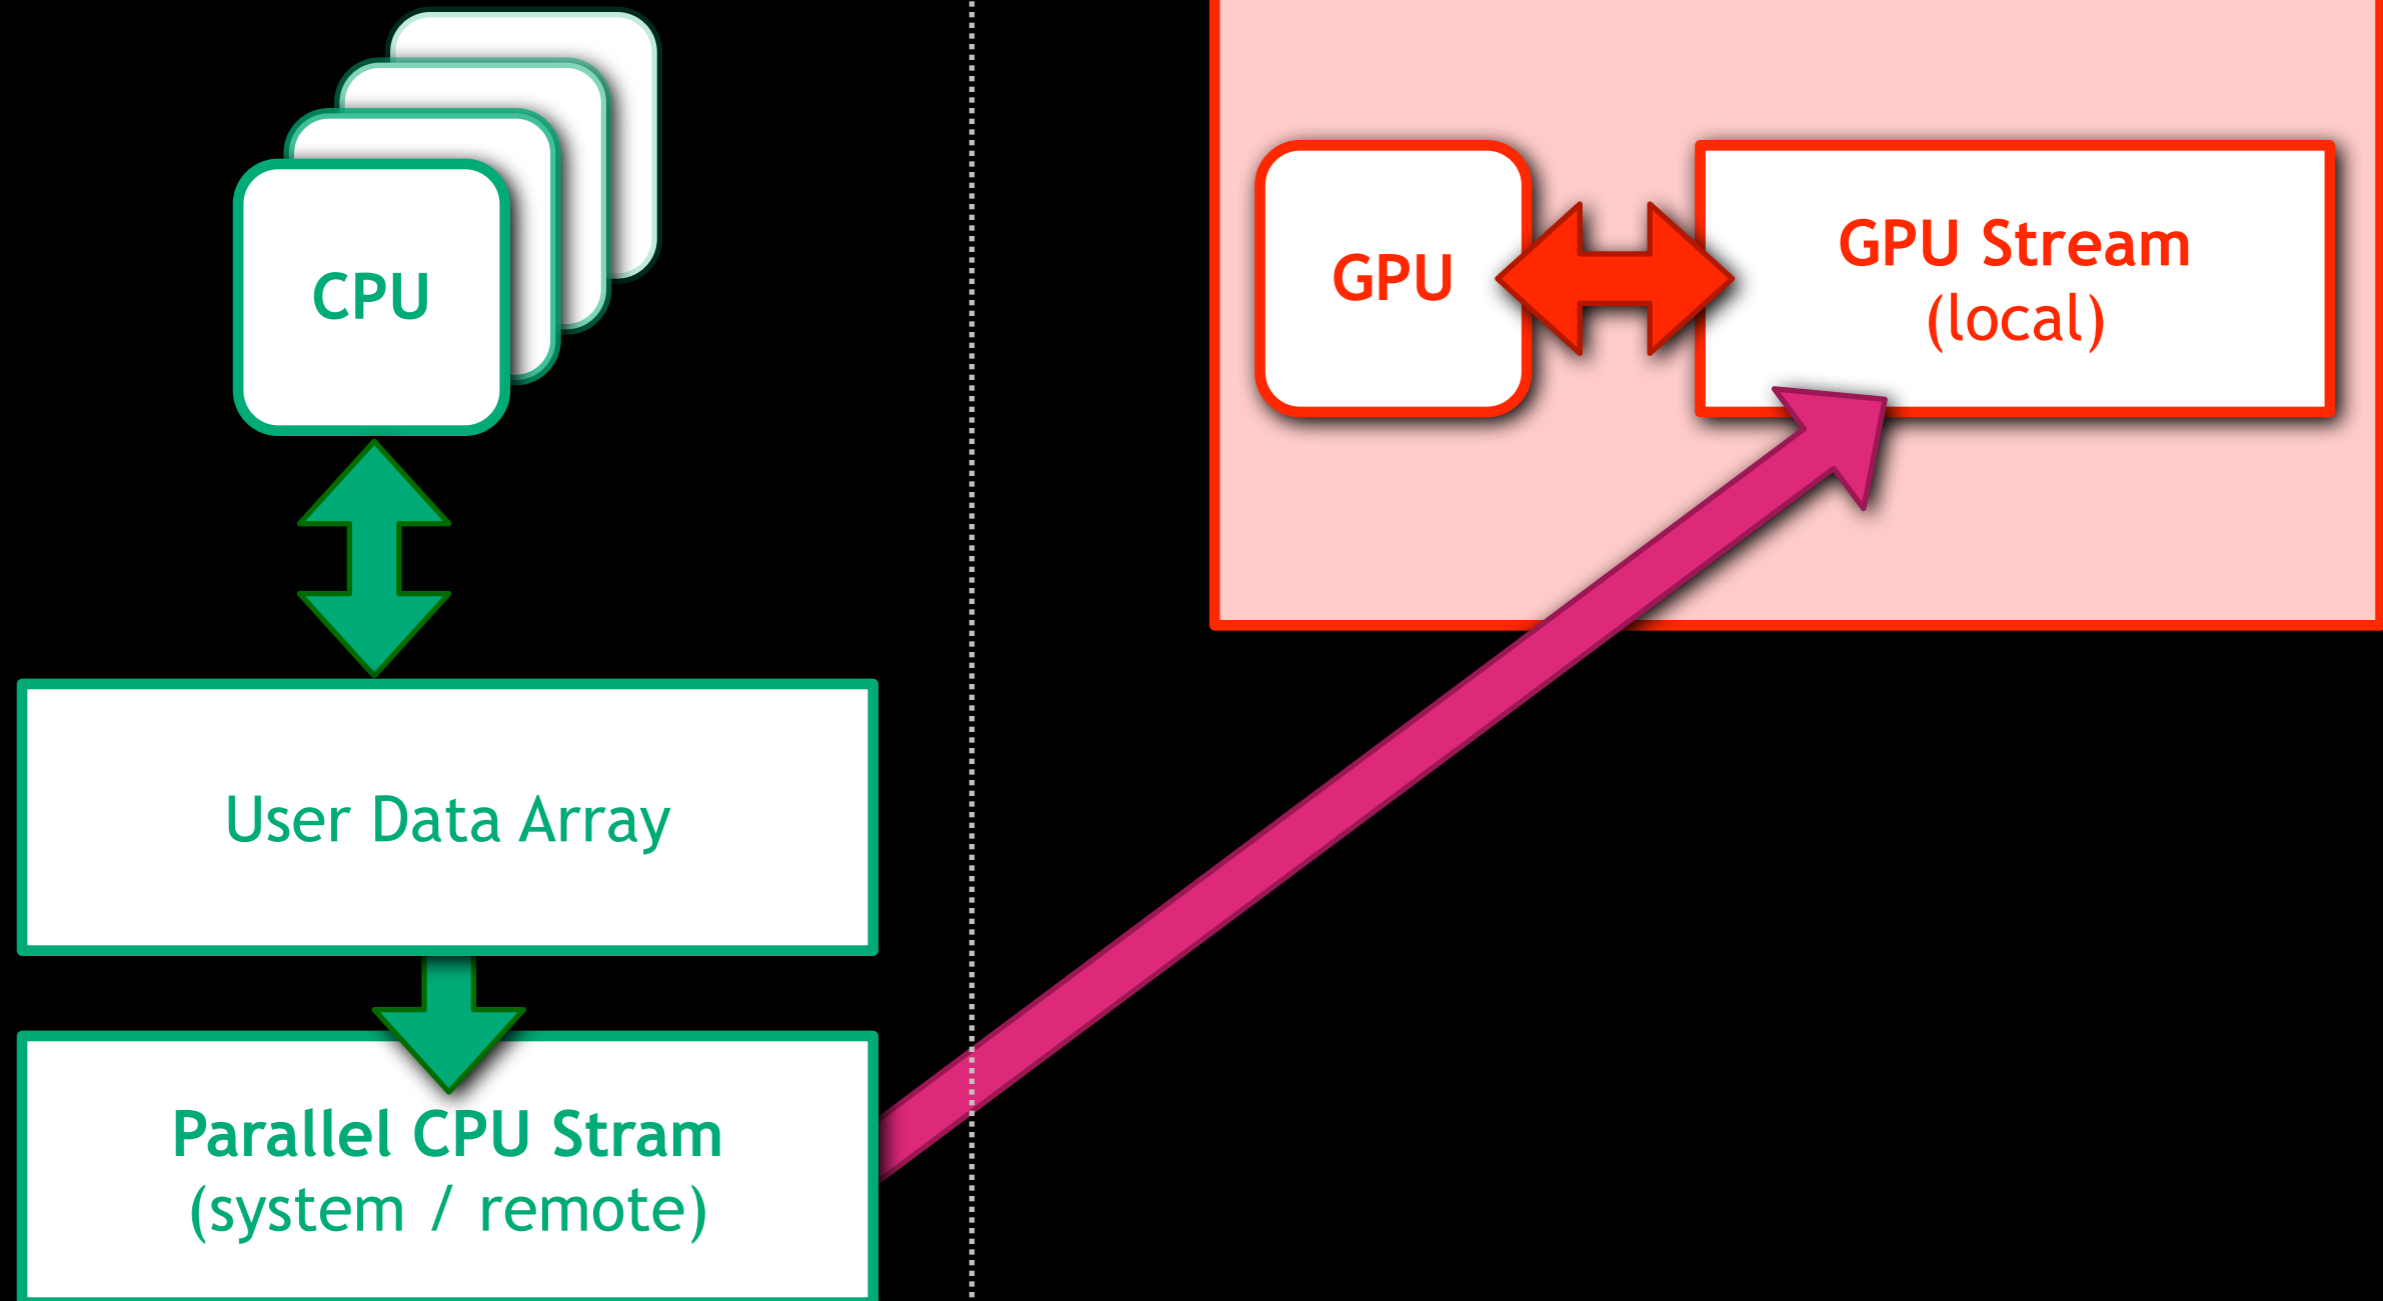 CPU
User Data Array
Parallel CPU Stram
(system / remote)
GPU
GPU Stream
(local)